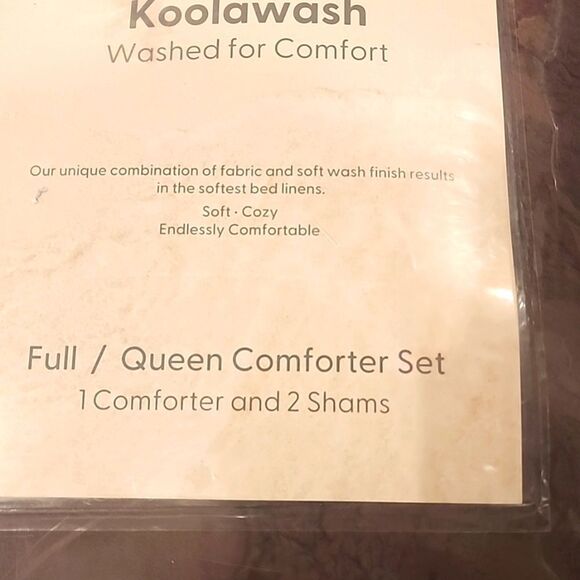 Koolawash
Washed for Comfort
Our unique combination of fabric and soft wash finish results
in the softest bed linens.
Soft · Cozy
Endlessly Comfortable
Full / Queen Comforter Set
1 Comforter and 2 Shams